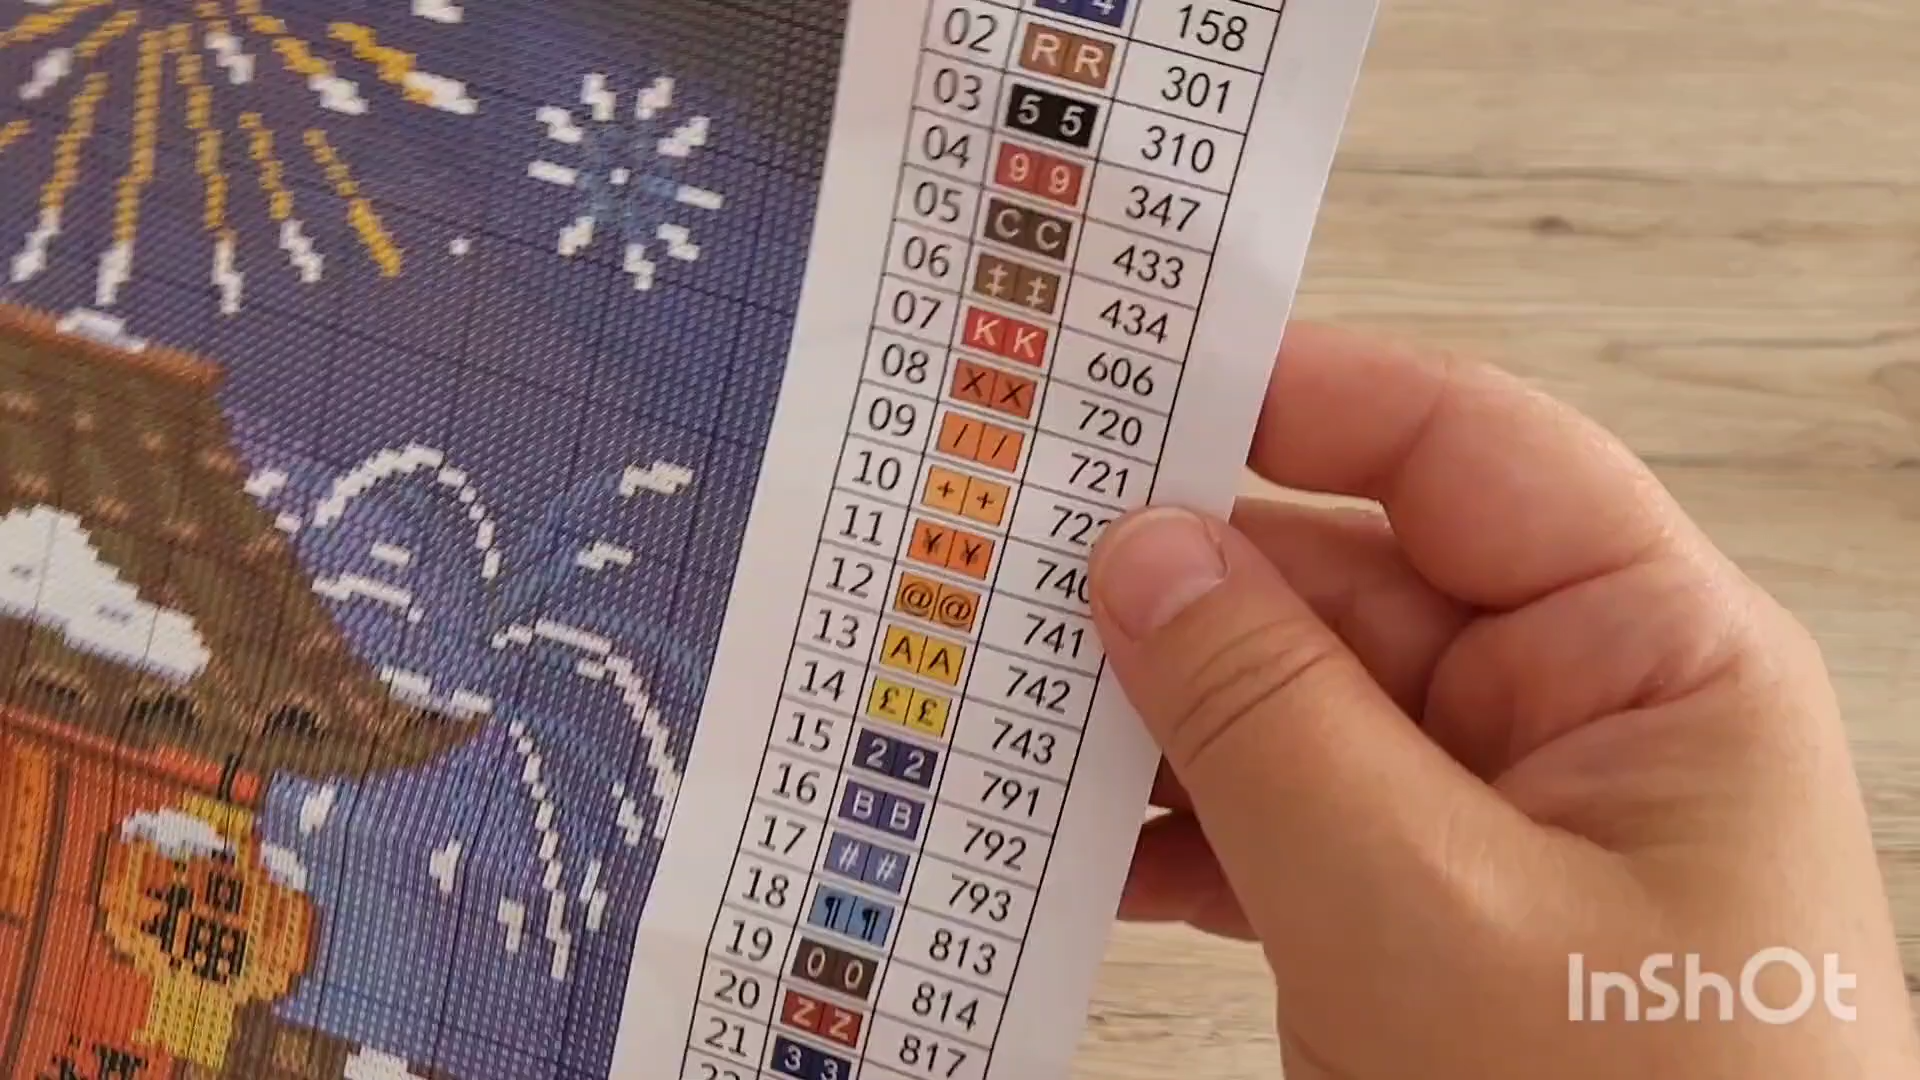 158
02 R R 301
03 5 5 310
04 9 9 347
05 C C 433
06 ‡ ‡ 434
07 K K 606
08 X X 720
09 / / 721
10 + +
11 ¥ ¥
12 @ @ 741
13 A A 742
14 £ £ 743
15 2 2 791
16 B B 792
17 # # 793
18 ¶ ¶ 813
19 0 0 814
20 Z Z 817
21 3 3
InShOt